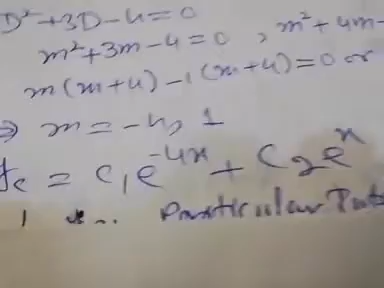 D²+3D-4=0
m²+3m-4=0, m²+4m-
m(m+4)-1(m+4)=0 or
⇒ m=-4, 1
y_c = c₁e^-4x + C₂e^x
Particular